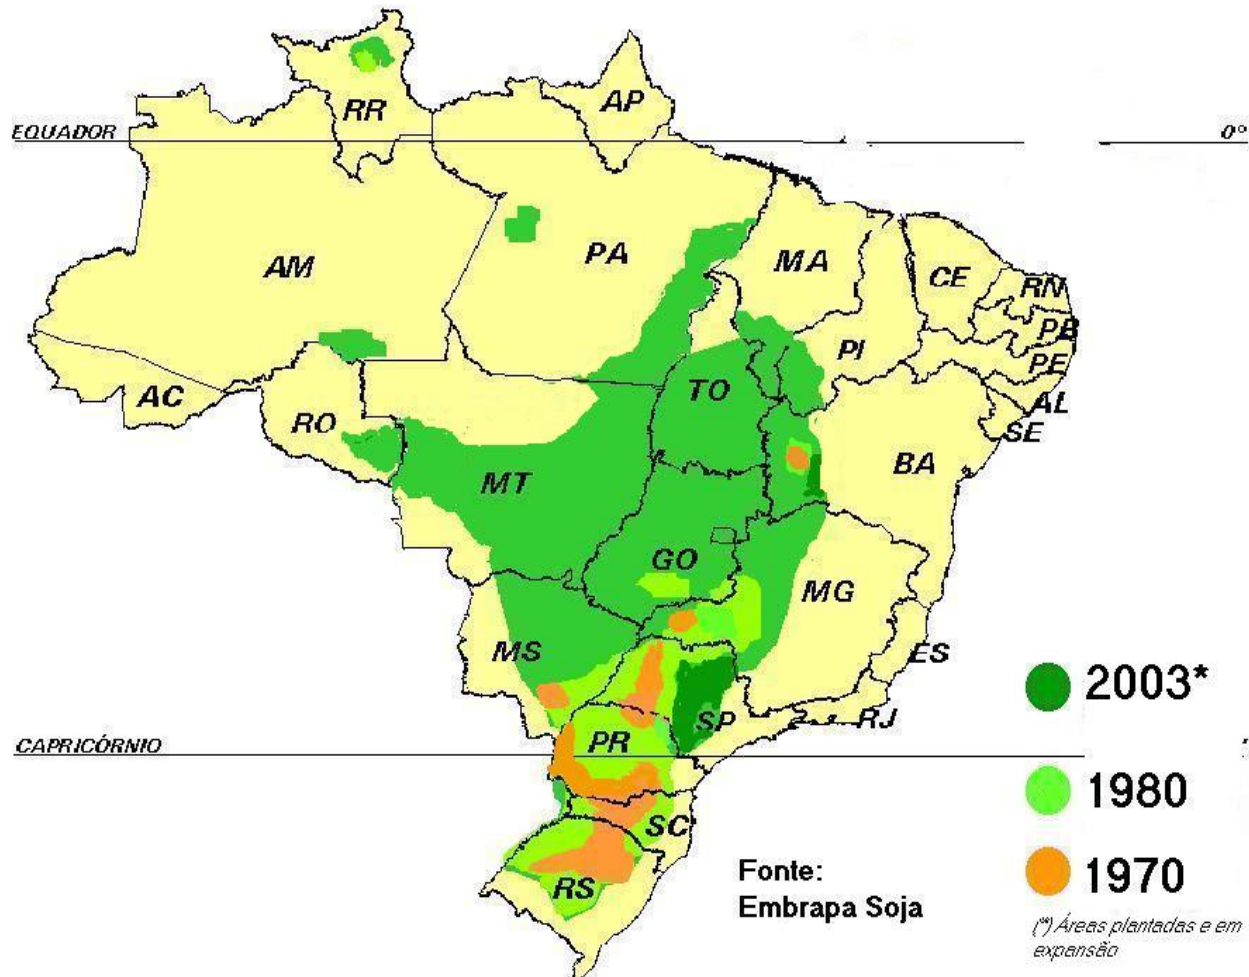 RR
AP
EQUADOR
0°
AM
PA
MA
CE
RN
PB
PI
PE
AC
TO
AL
RO
SE
BA
MT
GO
MG
MS
ES
2003*
SP
RJ
PR
CAPRICÓRNIO
1980
SC
RS
1970
Fonte:
Embrapa Soja
(*) Áreas plantadas e em
expansão